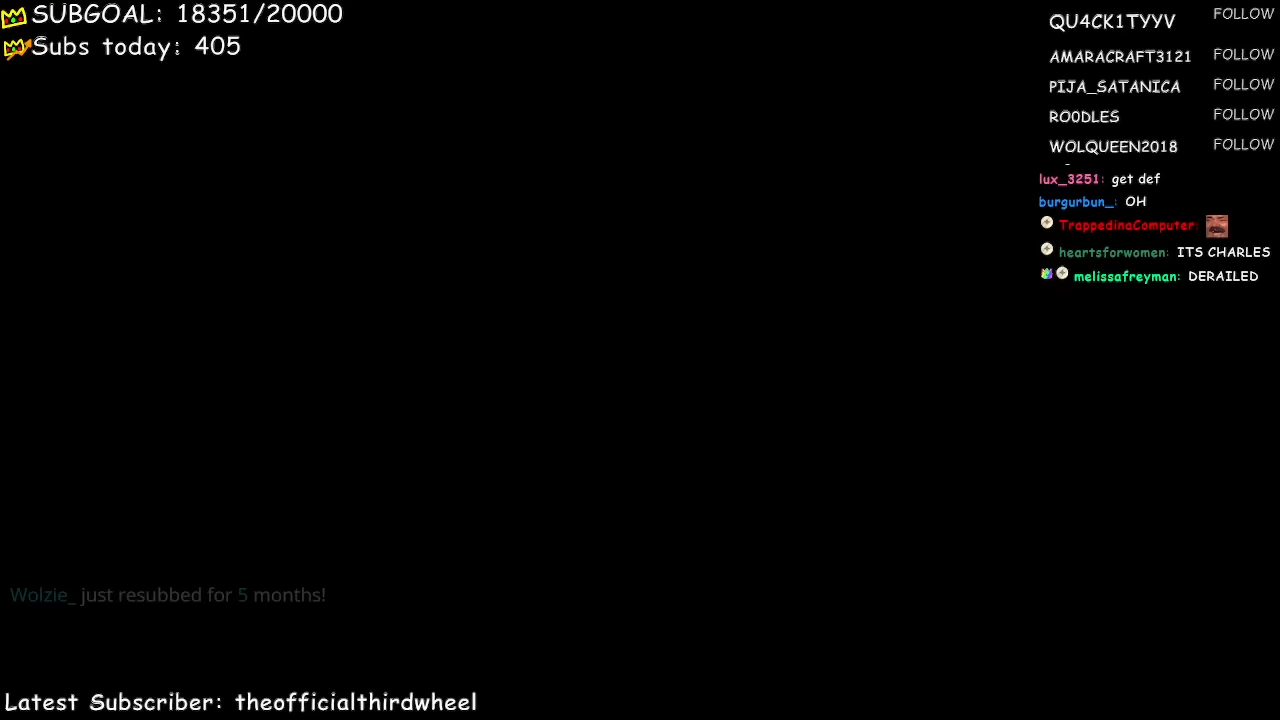 SUBGOAL: 18351/20000
Subs today: 405
QU4CK1TYYV FOLLOW
AMARACRAFT3121 FOLLOW
PIJA_SATANICA FOLLOW
RO0DLES FOLLOW
WOLQUEEN2018 FOLLOW
lux_3251: get def
burgurbun_: OH
TrappedinaComputer:
heartsforwomen: ITS CHARLES
melissafreyman: DERAILED
Wolzie_ just resubbed for 5 months!
Latest Subscriber: theofficialthirdwheel